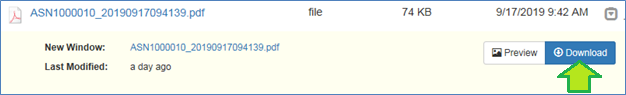 ASN1000010_20190917094139.pdf file 74 KB 9/17/2019 9:42 AM
New Window: ASN1000010_20190917094139.pdf Preview Download
Last Modified: a day ago